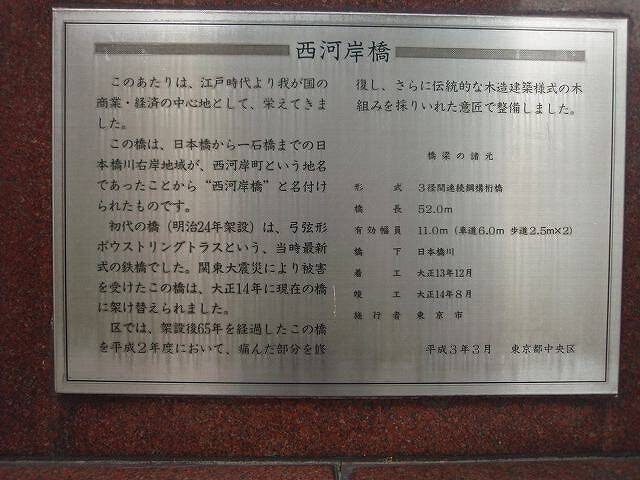 西河岸橋
このあたりは、江戸時代より我が国の
商業・経済の中心地として、栄えてきま
した。
この橋は、日本橋から一石橋までの日
本橋川右岸地域が、西河岸町という地名
であったことから“西河岸橋”と名付け
られたものです。
初代の橋（明治24年架設）は、弓弦形
ボウストリングトラスという、当時最新
式の鉄橋でした。関東大震災により被害
を受けたこの橋は、大正14年に現在の橋
に架け替えられました。
区では、架設後65年を経過したこの橋
を平成２年度において、痛んだ部分を修
復し、さらに伝統的な木造建築様式の木
組みを採りいれた意匠で整備しました。
橋梁の諸元
形式 ３径間連続鋼構桁橋
橋長 52.0m
有効幅員 11.0m（車道6.0m 歩道2.5m×2）
橋下 日本橋川
着工 大正13年12月
竣工 大正14年８月
施行者 東京市
平成３年３月 東京都中央区